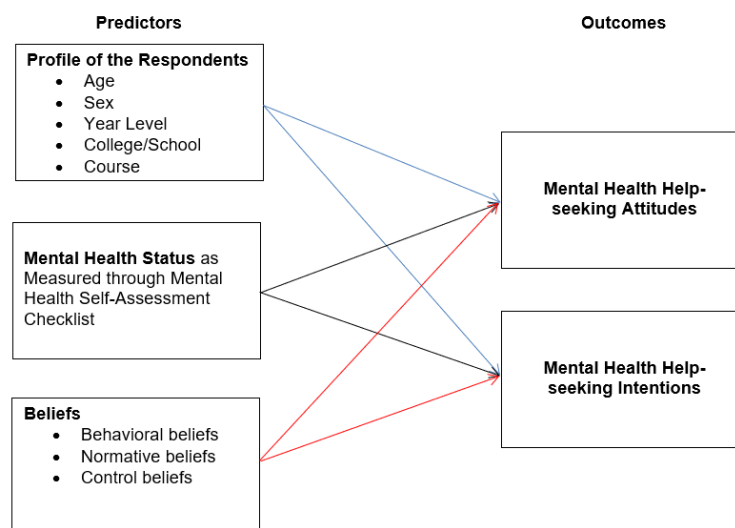 Predictors
Outcomes
Profile of the Respondents
• Age
• Sex
• Year Level
• College/School
• Course
Mental Health Status as
Measured through Mental
Health Self-Assessment
Checklist
Beliefs
• Behavioral beliefs
• Normative beliefs
• Control beliefs
Mental Health Help-
seeking Attitudes
Mental Health Help-
seeking Intentions